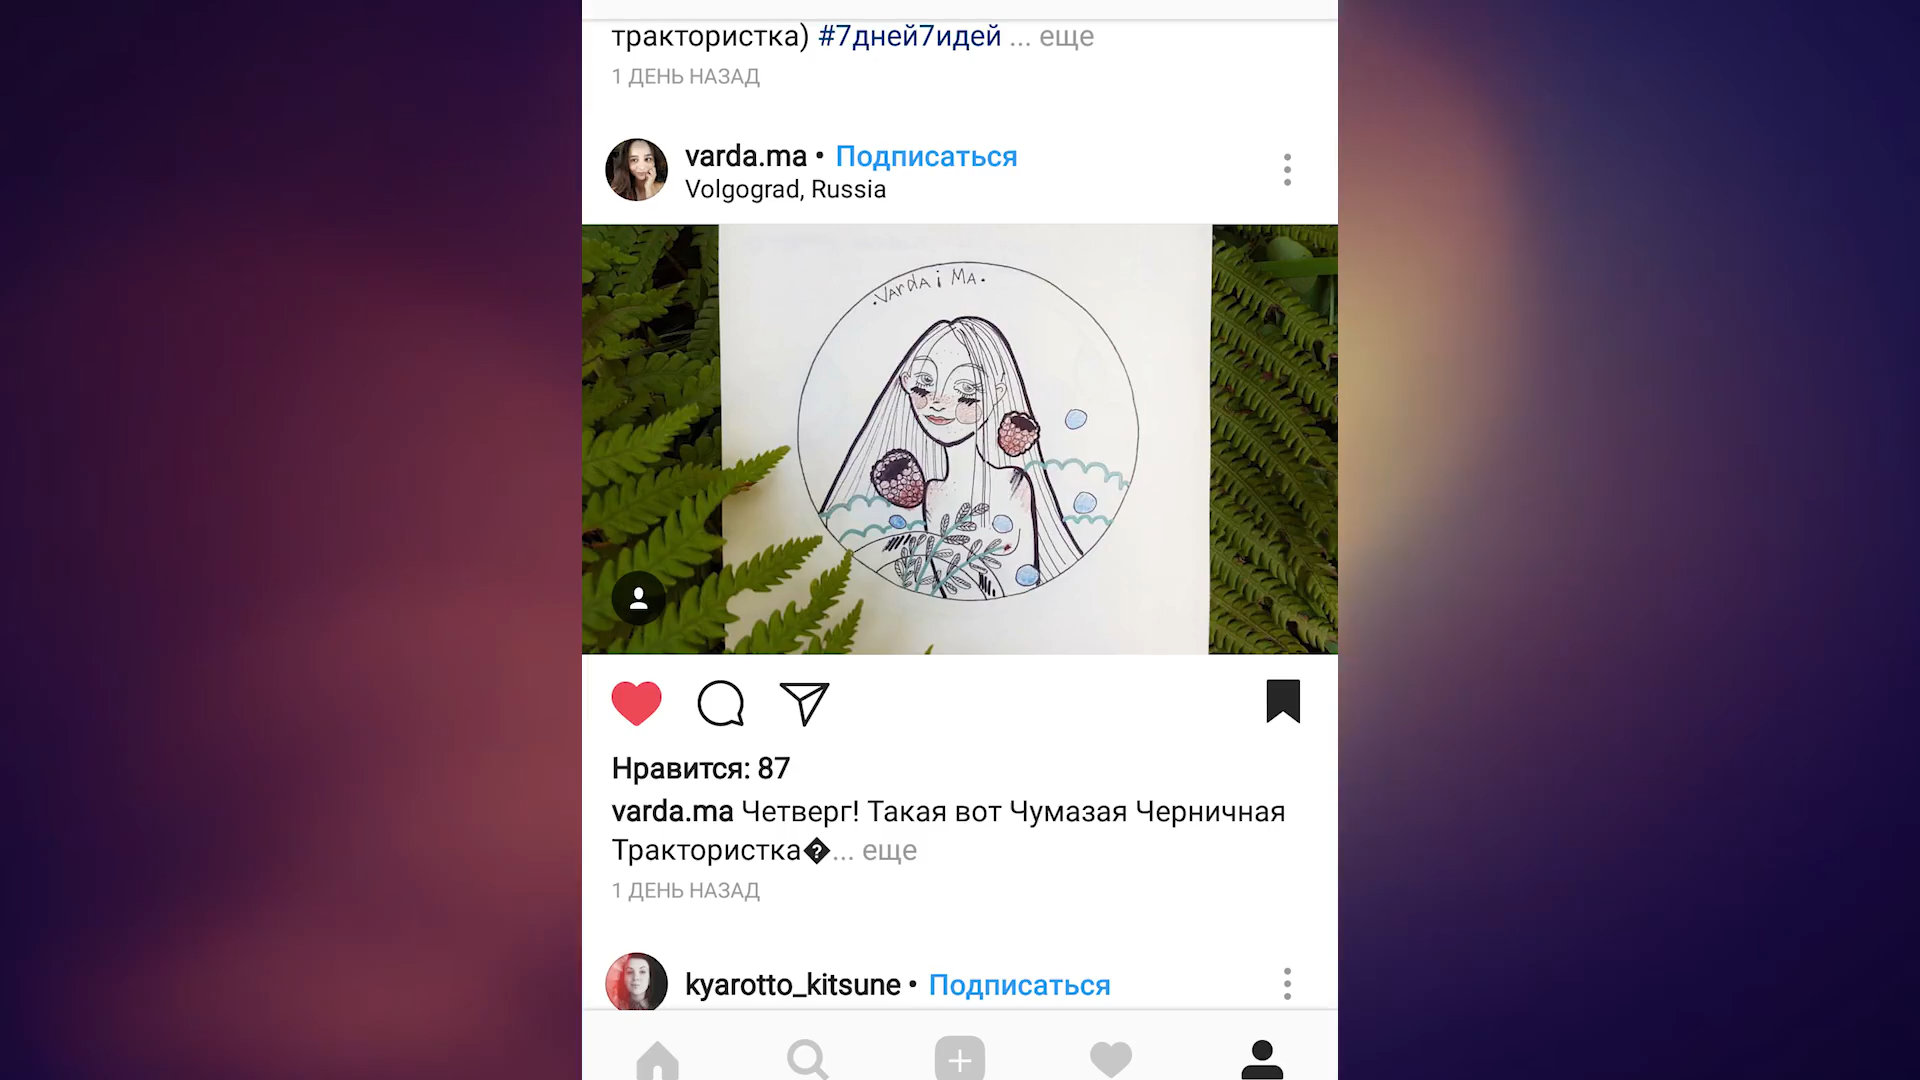 трактористка) #7дней7идей ... еще
1 ДЕНЬ НАЗАД
varda.ma • Подписаться
Volgograd, Russia
.Varda i Ma.
Нравится: 87
varda.ma Четверг! Такая вот Чумазая Черничная
Трактористка�... еще
1 ДЕНЬ НАЗАД
kyarotto_kitsune • Подписаться